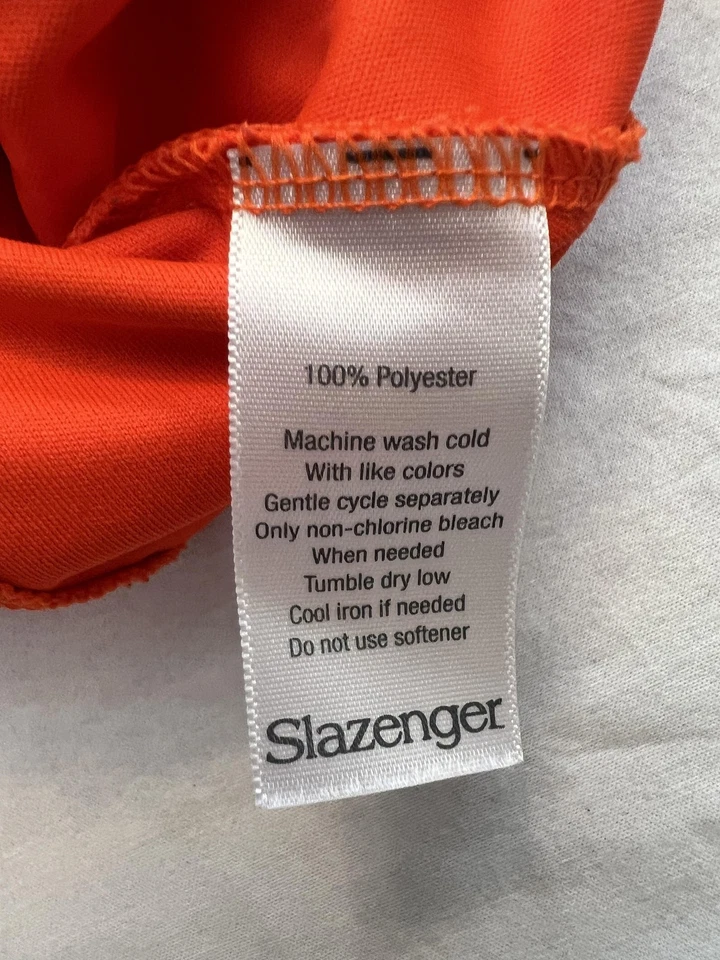 100% Polyester
Machine wash cold
With like colors
Gentle cycle separately
Only non-chlorine bleach
When needed
Tumble dry low
Cool iron if needed
Do not use softener
Slazenger